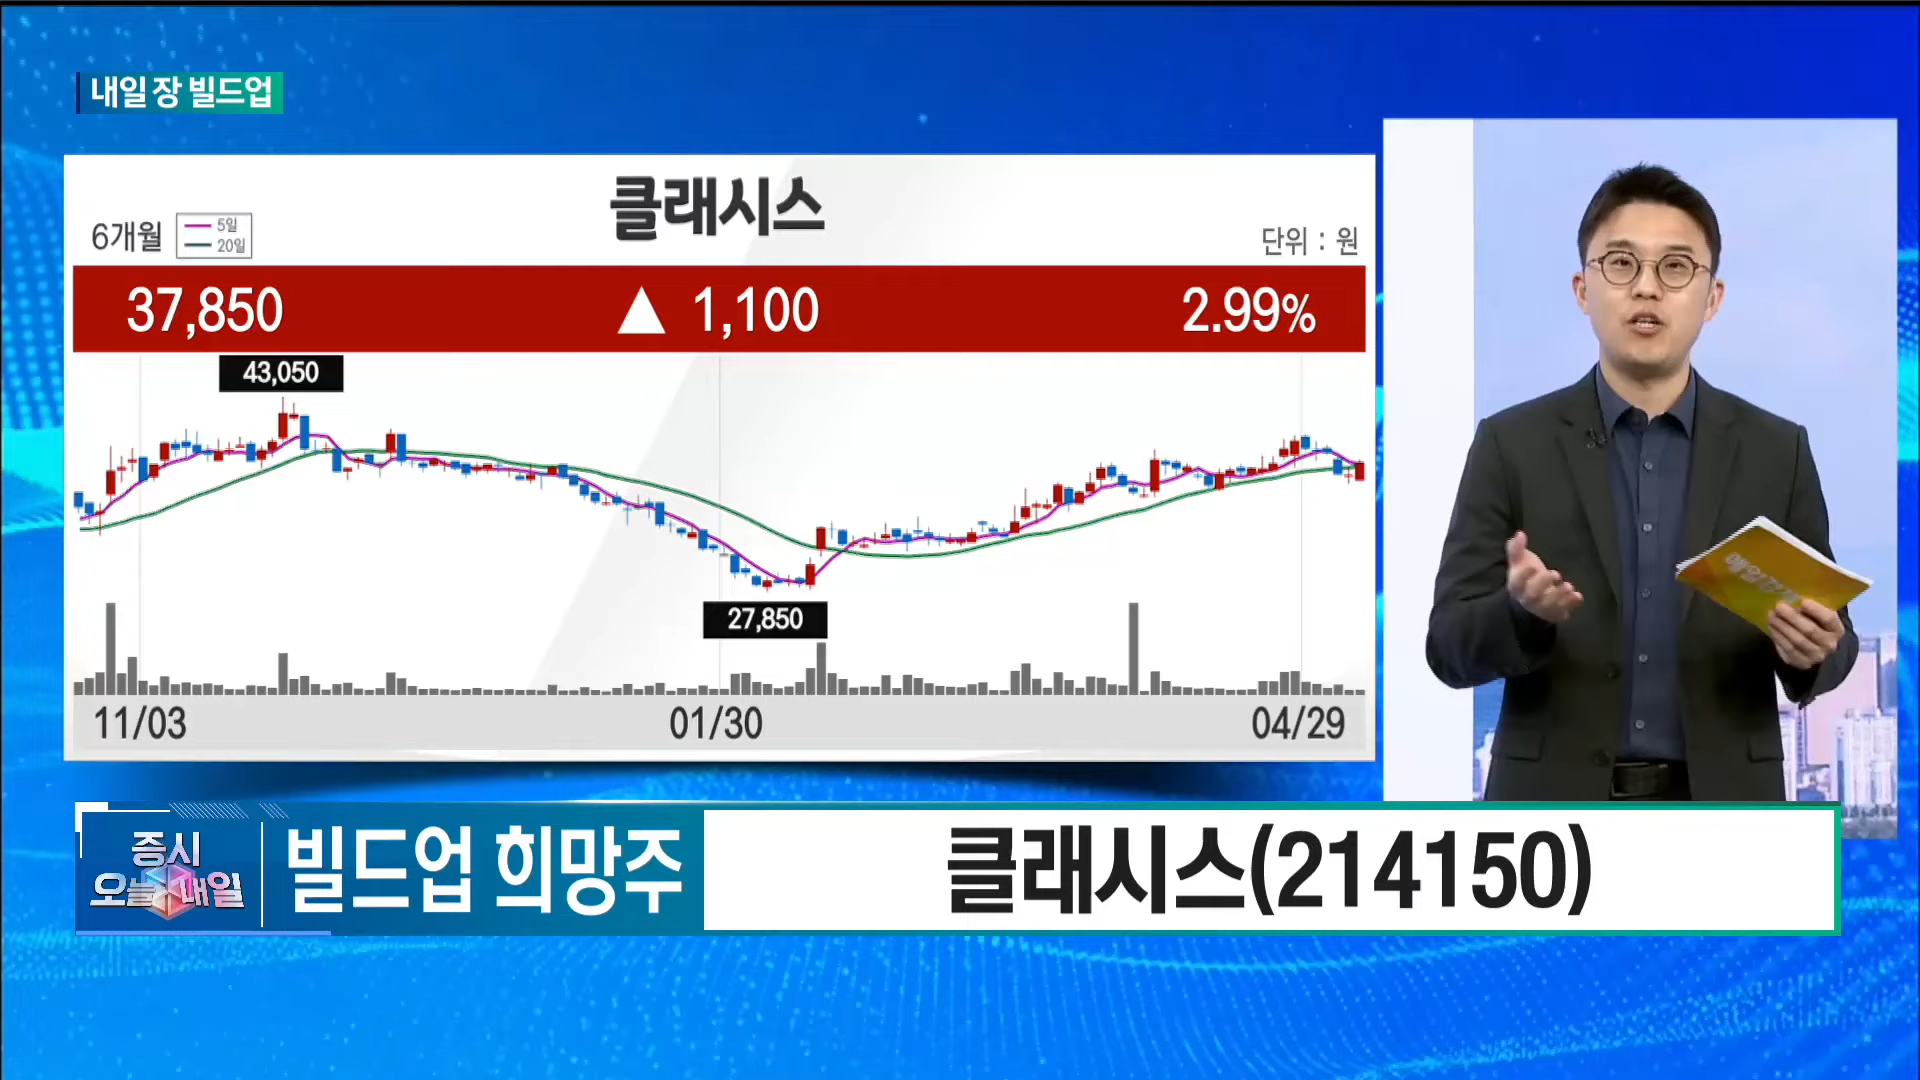 내일 장 빌드업
클래시스
6개월
5일
20일
단위 : 원
37,850 ▲ 1,100 2.99%
43,050
27,850
11/03 01/30 04/29
증시
오늘 내일
빌드업 희망주
클래시스(214150)